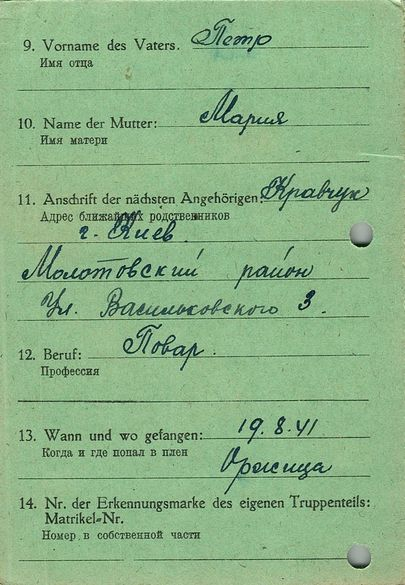 9. Vorname des Vaters. Петр
Имя отца
10. Name der Mutter: Мария
Имя матери
11. Anschrift der nächsten Angehörigen: Кравчук
Адрес ближайших родственников
г. Киев
Молотовский район
Ул. Васильковского 3.
12. Beruf: Повар.
Профессия
13. Wann und wo gefangen: 19.8.41
Когда и где попал в плен
Оржица
14. Nr. der Erkennungsmarke des eigenen Truppenteils:
Matrikel-Nr.
Номер в собственной части